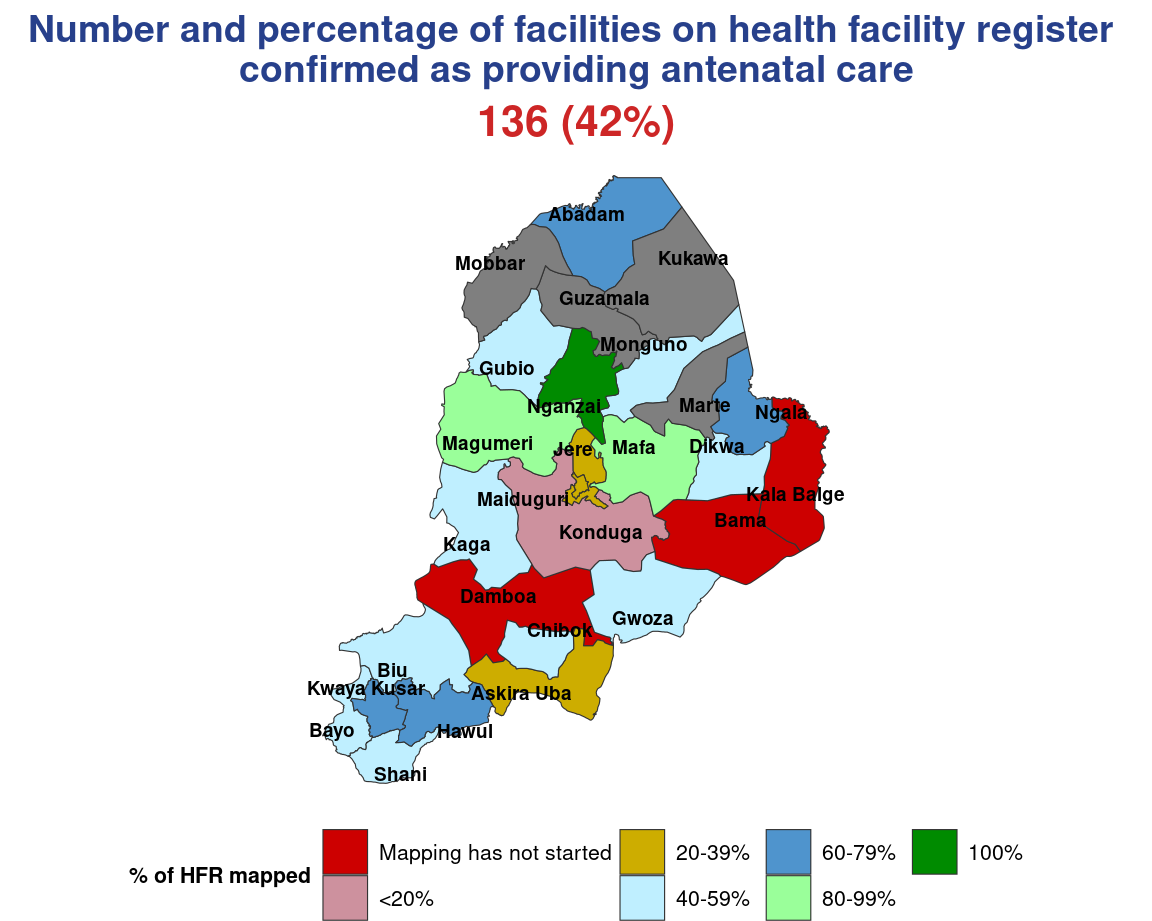 Number and percentage of facilities on health facility register
confirmed as providing antenatal care
136 (42%)
Abadam
Mobbar
Kukawa
Guzamala
Monguno
Gubio
Nganzai
Marte
Ngala
Magumeri
Jere
Mafa
Dikwa
Maiduguri
Kala Balge
Bama
Konduga
Kaga
Damboa
Gwoza
Chibok
Biu
Kwaya Kusar
Askira Uba
Bayo
Hawul
Shani
% of HFR mapped
Mapping has not started
20-39%
60-79%
100%
<20%
40-59%
80-99%